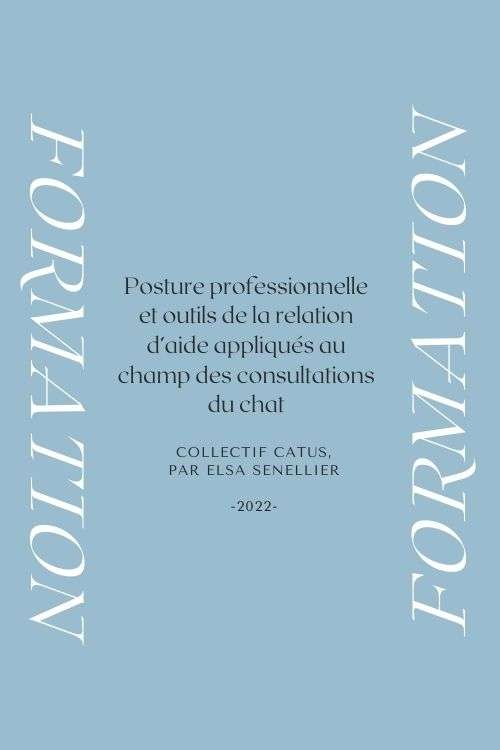 FORMATION
Posture professionnelle
et outils de la relation
d'aide appliqués au
champ des consultations
du chat
COLLECTIF CATUS,
PAR ELSA SENELLIER
-2022-
FORMATION